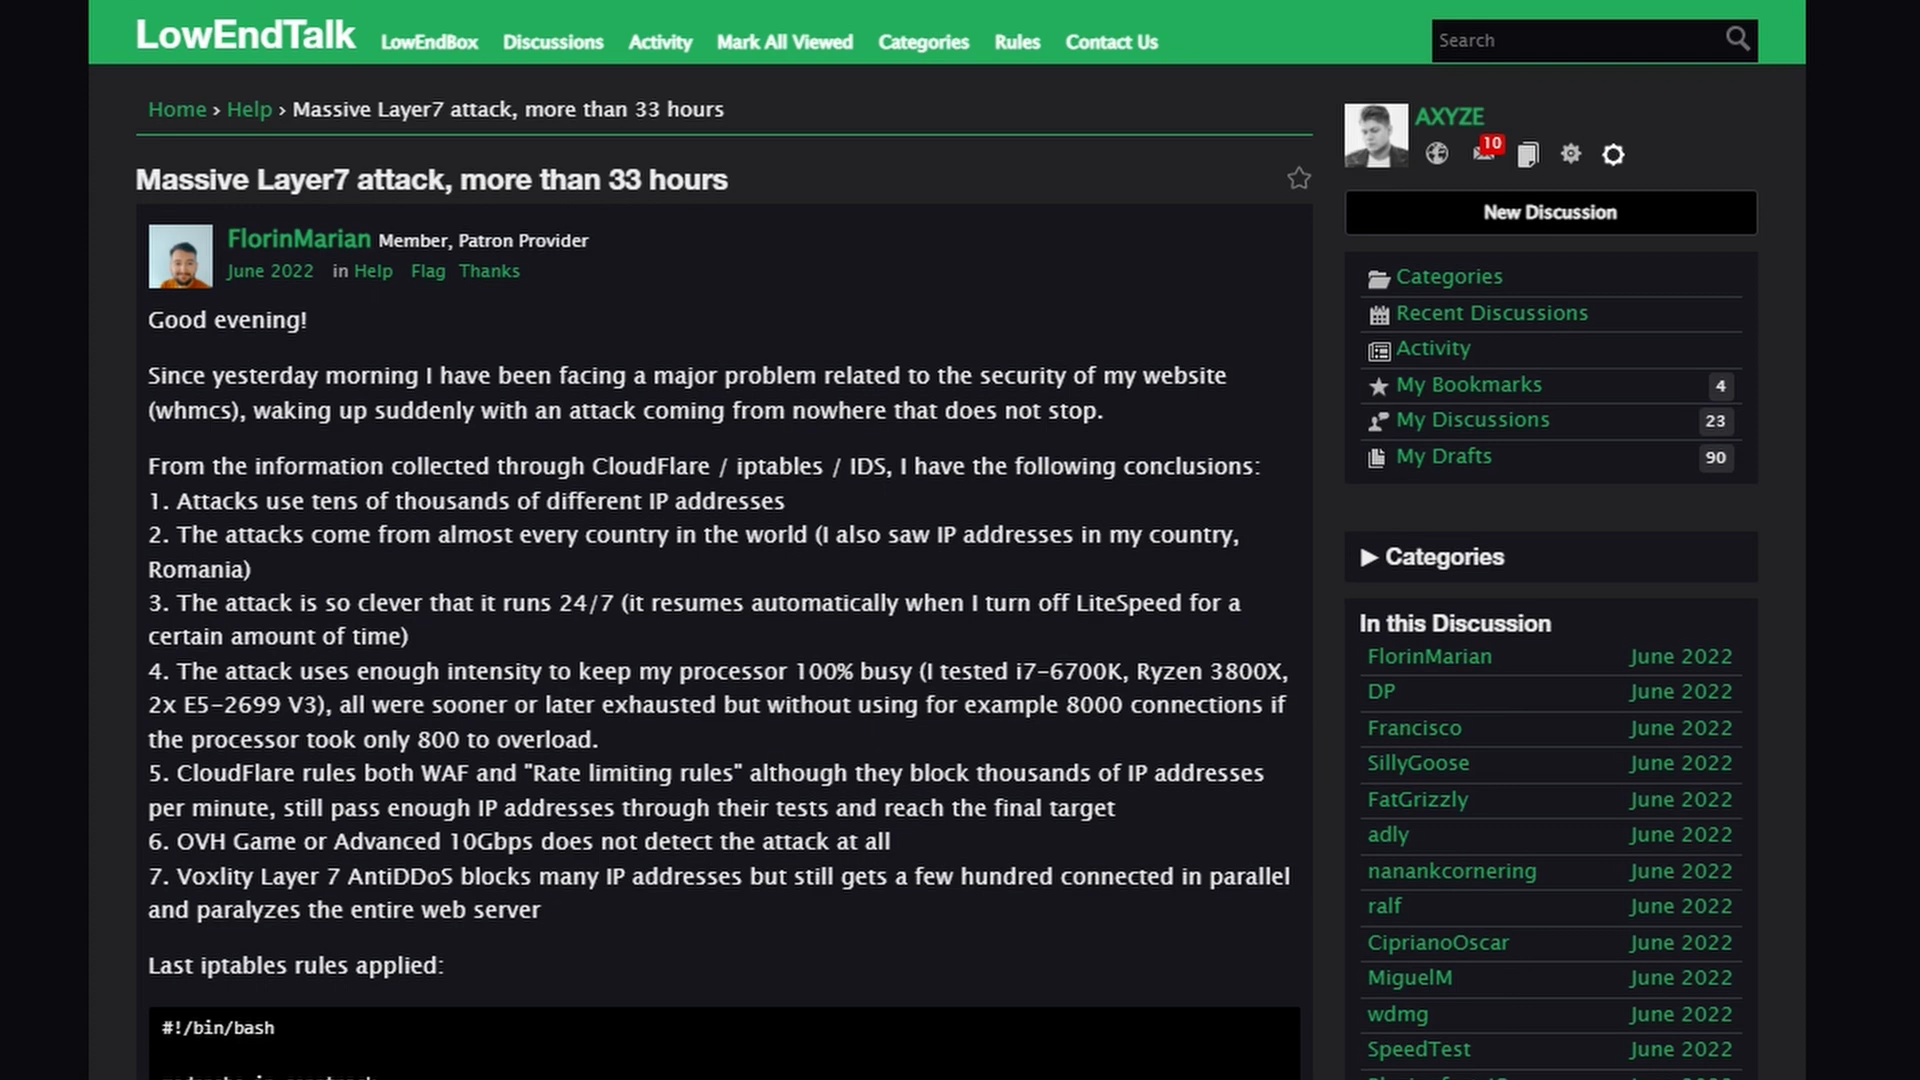 LowEndTalk LowEndBox Discussions Activity Mark All Viewed Categories Rules Contact Us
Search
Home › Help › Massive Layer7 attack, more than 33 hours
Massive Layer7 attack, more than 33 hours
FlorinMarian Member, Patron Provider
June 2022 in Help Flag Thanks
Good evening!
Since yesterday morning I have been facing a major problem related to the security of my website
(whmcs), waking up suddenly with an attack coming from nowhere that does not stop.
From the information collected through CloudFlare / iptables / IDS, I have the following conclusions:
1. Attacks use tens of thousands of different IP addresses
2. The attacks come from almost every country in the world (I also saw IP addresses in my country,
Romania)
3. The attack is so clever that it runs 24/7 (it resumes automatically when I turn off LiteSpeed for a
certain amount of time)
4. The attack uses enough intensity to keep my processor 100% busy (I tested i7-6700K, Ryzen 3800X,
2x E5-2699 V3), all were sooner or later exhausted but without using for example 8000 connections if
the processor took only 800 to overload.
5. CloudFlare rules both WAF and "Rate limiting rules" although they block thousands of IP addresses
per minute, still pass enough IP addresses through their tests and reach the final target
6. OVH Game or Advanced 10Gbps does not detect the attack at all
7. Voxlity Layer 7 AntiDDoS blocks many IP addresses but still gets a few hundred connected in parallel
and paralyzes the entire web server
Last iptables rules applied:
#!/bin/bash
AXYZE
10
New Discussion
Categories
Recent Discussions
Activity
My Bookmarks 4
My Discussions 23
My Drafts 90
▶ Categories
In this Discussion
FlorinMarian June 2022
DP June 2022
Francisco June 2022
SillyGoose June 2022
FatGrizzly June 2022
adly June 2022
nanankcornering June 2022
ralf June 2022
CiprianoOscar June 2022
MiguelM June 2022
wdmg June 2022
SpeedTest June 2022